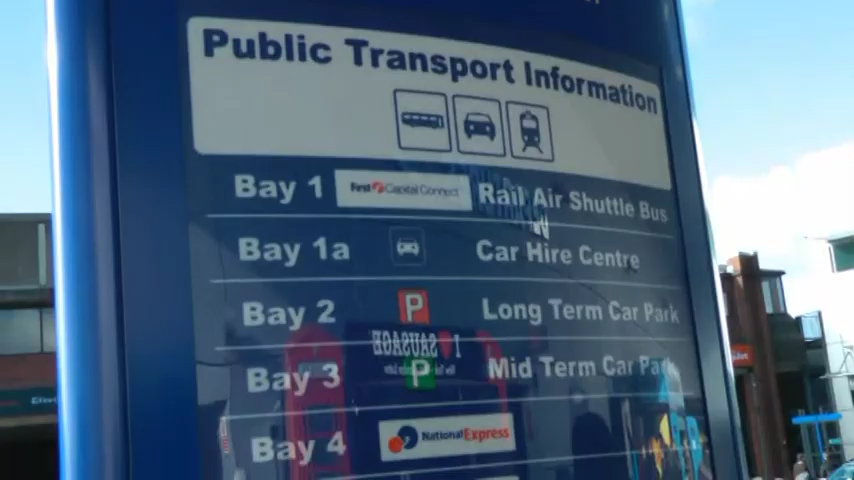 Public Transport Information
Bay 1 First Capital Connect Rail Air Shuttle Bus
Bay 1a Car Hire Centre
Bay 2 P Long Term Car Park
I SAUSAGE
Bay 3 P Mid Term Car Park
Bay 4 National Express